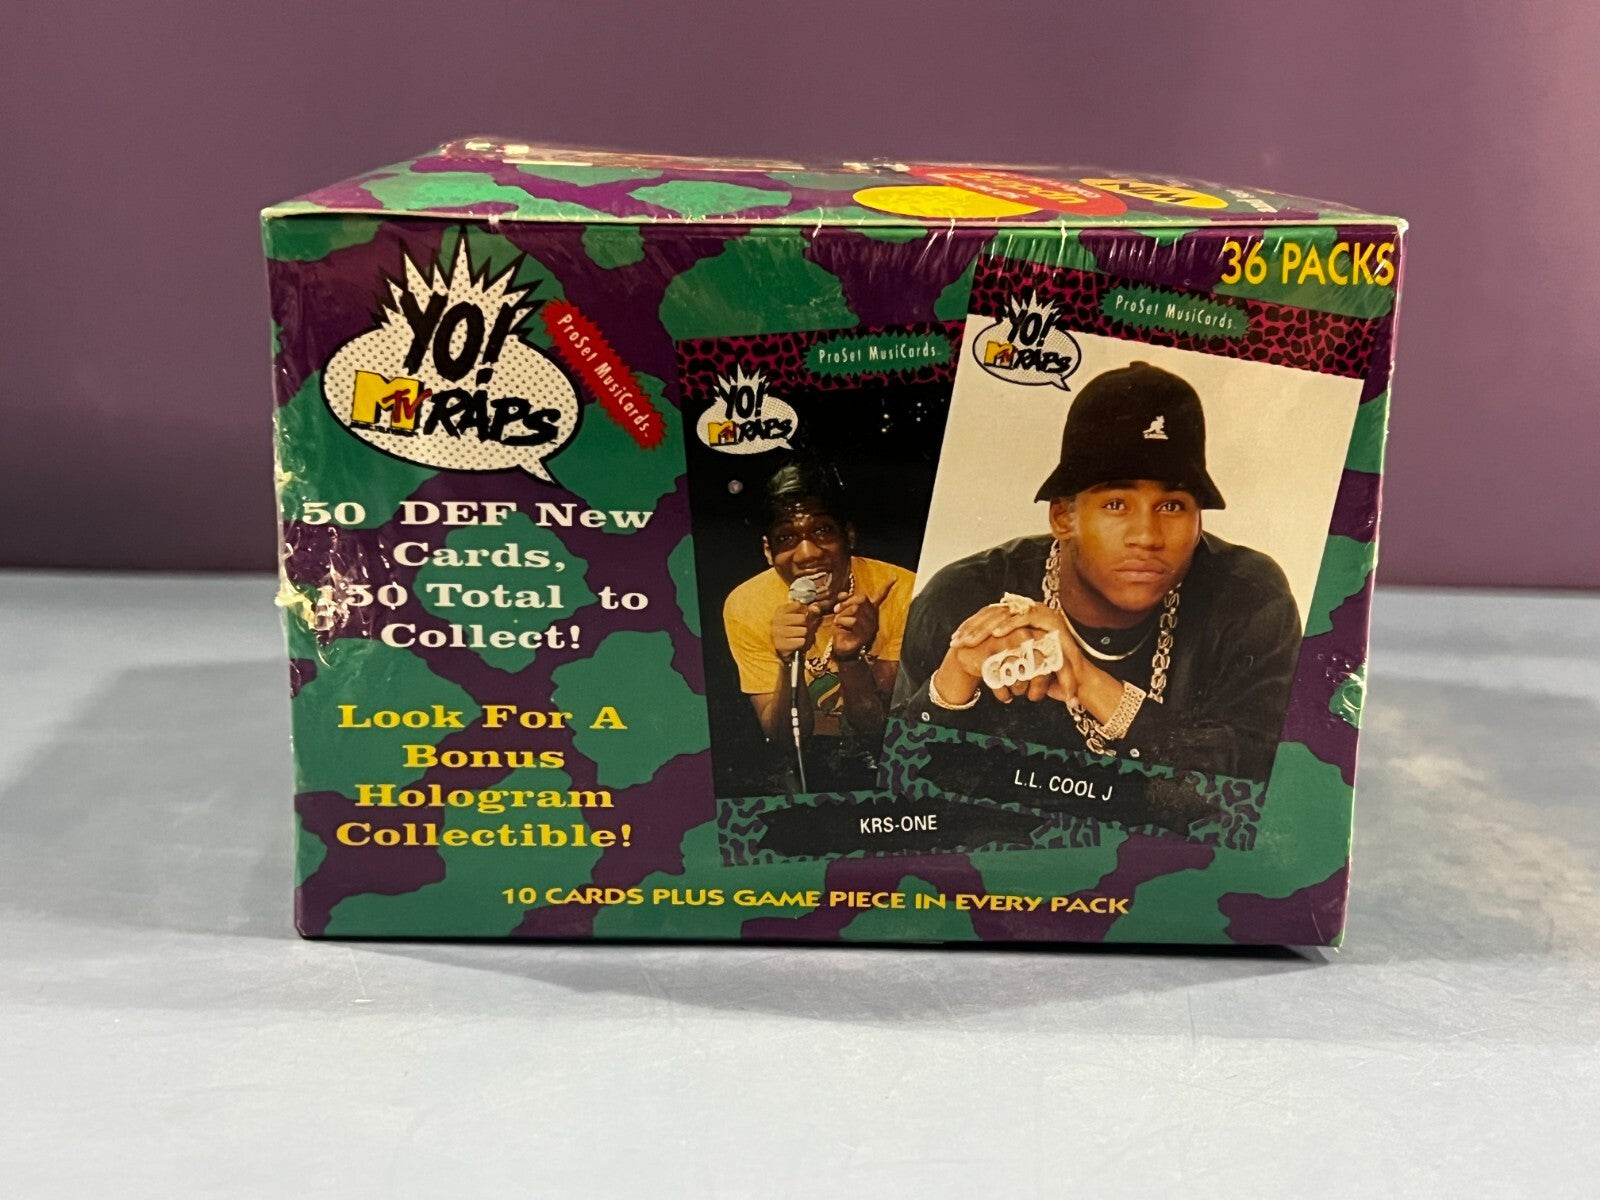 WIN
36 PACKS
YO!
MTV RAPS
ProSet MusiCards
50 DEF New
Cards,
150 Total to
Collect!
Look For A
Bonus
Hologram
Collectible!
ProSet MusiCards
YO!
MTV RAPS
KRS-ONE
ProSet MusiCards
YO!
MTV RAPS
COOL J
L.L. COOL J
10 CARDS PLUS GAME PIECE IN EVERY PACK